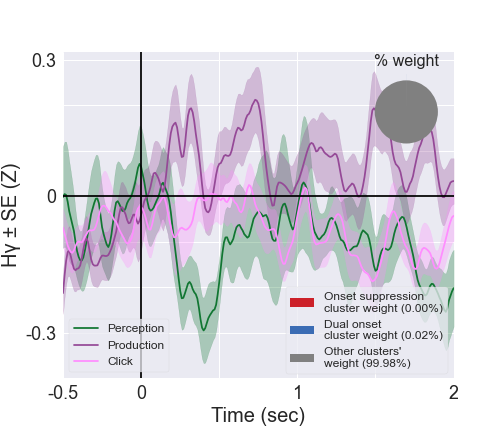 % weight
0.3
0
-0.3
Hγ ± SE (Z)
Perception
Production
Click
Onset suppression
cluster weight (0.00%)
Dual onset
cluster weight (0.02%)
Other clusters'
weight (99.98%)
-0.5
0
1
2
Time (sec)